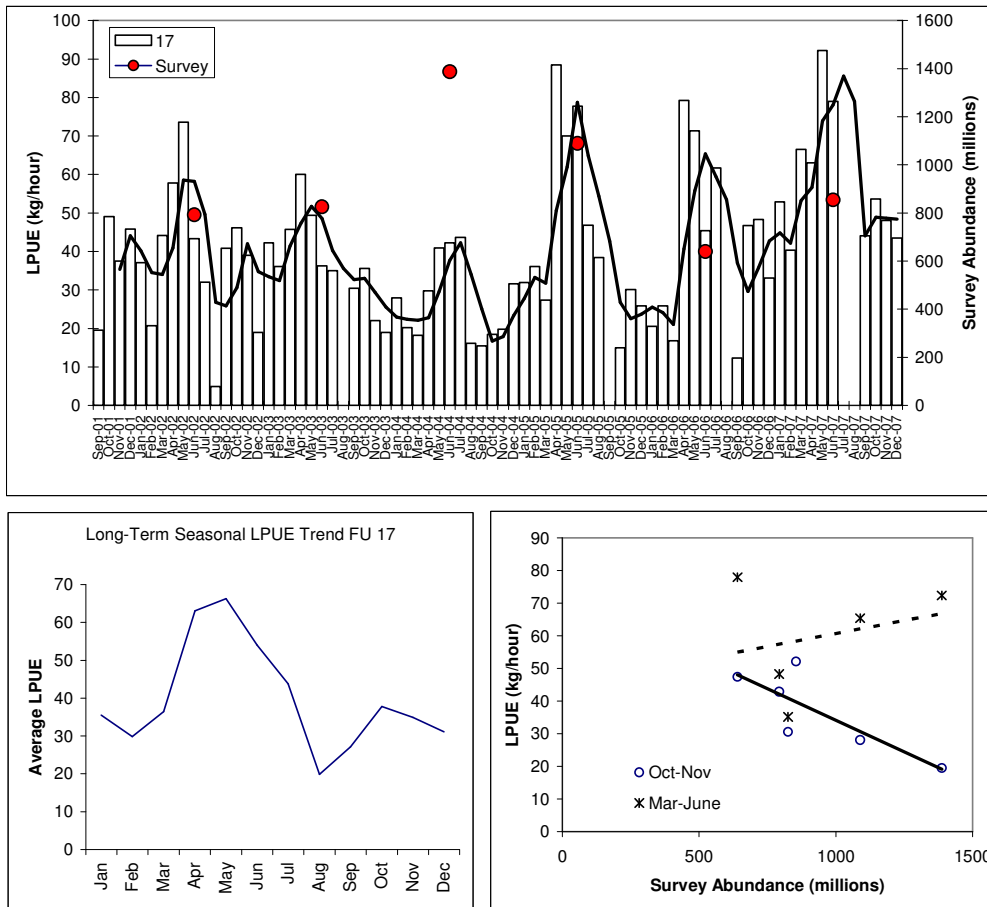 100
90
80
70
60
50
40
30
20
10
0
LPUE (kg/hour)
17
Survey
1600
1400
1200
1000
800
600
400
200
0
Survey Abundance (millions)
Sep-01
Oct-01
Nov-01
Dec-01
Jan-02
Feb-02
Mar-02
Apr-02
May-02
Jun-02
Jul-02
Aug-02
Sep-02
Oct-02
Nov-02
Dec-02
Jan-03
Feb-03
Mar-03
Apr-03
May-03
Jun-03
Jul-03
Aug-03
Sep-03
Oct-03
Nov-03
Dec-03
Jan-04
Feb-04
Mar-04
Apr-04
May-04
Jun-04
Jul-04
Aug-04
Sep-04
Oct-04
Nov-04
Dec-04
Jan-05
Feb-05
Mar-05
Apr-05
May-05
Jun-05
Jul-05
Aug-05
Sep-05
Oct-05
Nov-05
Dec-05
Jan-06
Feb-06
Mar-06
Apr-06
May-06
Jun-06
Jul-06
Aug-06
Sep-06
Oct-06
Nov-06
Dec-06
Jan-07
Feb-07
Mar-07
Apr-07
May-07
Jun-07
Jul-07
Aug-07
Sep-07
Oct-07
Nov-07
Dec-07
Long-Term Seasonal LPUE Trend FU 17
70
60
50
40
30
20
10
0
Average LPUE
Jan
Feb
Mar
Apr
May
Jun
Jul
Aug
Sep
Oct
Nov
Dec
90
80
70
60
50
40
30
20
10
0
LPUE (kg/hour)
Oct-Nov
Mar-June
0
500
1000
1500
Survey Abundance (millions)